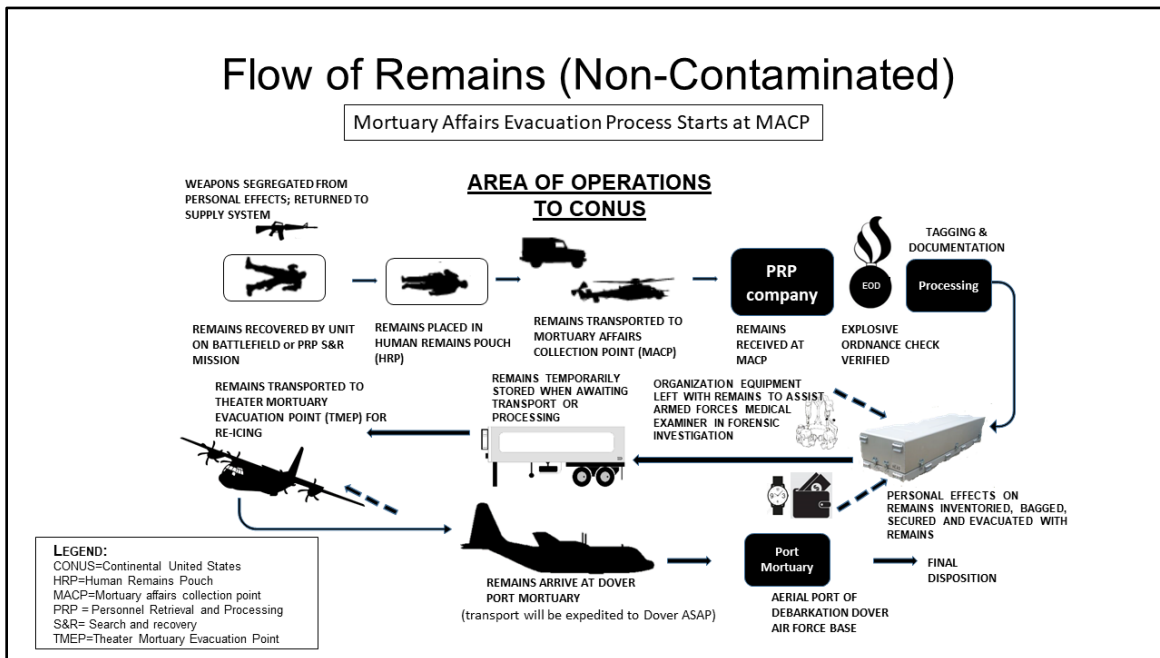 Flow of Remains (Non-Contaminated)
Mortuary Affairs Evacuation Process Starts at MACP
AREA OF OPERATIONS
TO CONUS
WEAPONS SEGREGATED FROM
PERSONAL EFFECTS; RETURNED TO
SUPPLY SYSTEM
REMAINS RECOVERED BY UNIT
ON BATTLEFIELD or PRP S&R
MISSION
REMAINS PLACED IN
HUMAN REMAINS POUCH
(HRP)
REMAINS TRANSPORTED TO
MORTUARY AFFAIRS
COLLECTION POINT (MACP)
PRP
company
REMAINS
RECEIVED AT
MACP
EOD
EXPLOSIVE
ORDNANCE CHECK
VERIFIED
TAGGING &
DOCUMENTATION
Processing
ORGANIZATION EQUIPMENT
LEFT WITH REMAINS TO ASSIST
ARMED FORCES MEDICAL
EXAMINER IN FORENSIC
INVESTIGATION
PERSONAL EFFECTS ON
REMAINS INVENTORIED, BAGGED,
SECURED AND EVACUATED WITH
REMAINS
REMAINS TEMPORARILY
STORED WHEN AWAITING
TRANSPORT OR
PROCESSING
REMAINS TRANSPORTED TO
THEATER MORTUARY
EVACUATION POINT (TMEP) FOR
RE-ICING
REMAINS ARRIVE AT DOVER
PORT MORTUARY
(transport will be expedited to Dover ASAP)
Port
Mortuary
AERIAL PORT OF
DEBARKATION DOVER
AIR FORCE BASE
FINAL
DISPOSITION
LEGEND:
CONUS=Continental United States
HRP=Human Remains Pouch
MACP=Mortuary affairs collection point
PRP = Personnel Retrieval and Processing
S&R= Search and recovery
TMEP=Theater Mortuary Evacuation Point